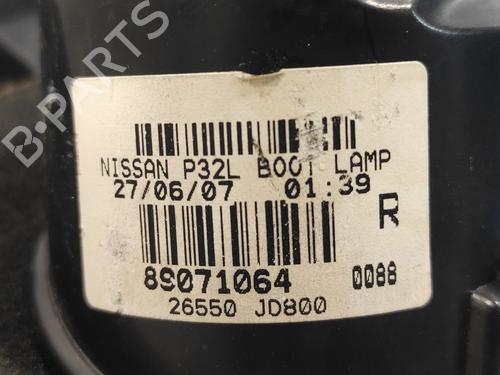 B-PARTS
NISSAN P32L BOOT LAMP
27/06/07 01:39
R
89071064 0088
26550 JD800